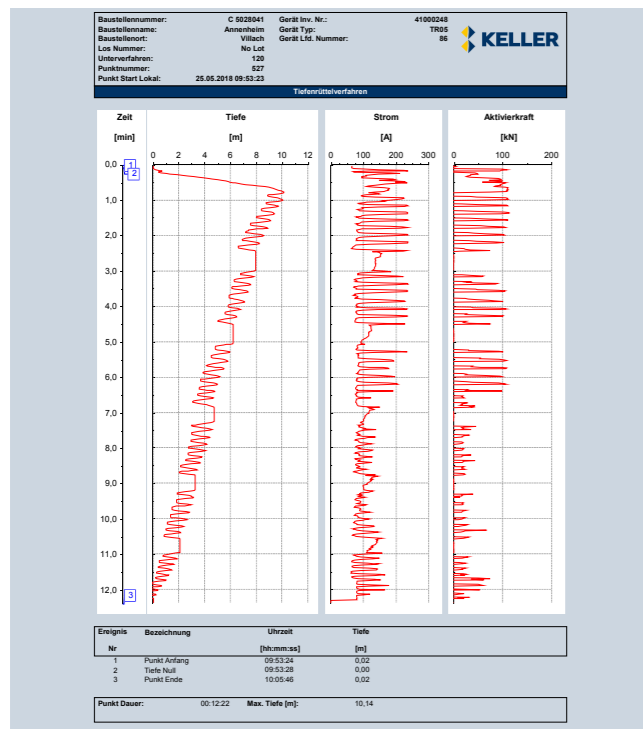 Baustellennummer: C 5028041 Gerät Inv. Nr.: 41000248
Baustellenname: Annenheim Gerät Typ: TR05
Baustellenort: Villach Gerät Lfd. Nummer: 86
Los Nummer: No Lot
Unterverfahren: 120
Punktnummer: 527
Punkt Start Lokal: 25.05.2018 09:53:23
KELLER
Tiefenrüttelverfahren
Zeit Tiefe Strom Aktivierkraft
[min] [m] [A] [kN]
0 2 4 6 8 10 12 0 100 200 300 0 100 200
0,0
1
2
1,0
2,0
3,0
4,0
5,0
6,0
7,0
8,0
9,0
10,0
11,0
12,0
3
Ereignis Bezeichnung Uhrzeit Tiefe
Nr [hh:mm:ss] [m]
1 Punkt Anfang 09:53:24 0,02
2 Tiefe Null 09:53:28 0,00
3 Punkt Ende 10:05:46 0,02
Punkt Dauer: 00:12:22 Max. Tiefe [m]: 10,14